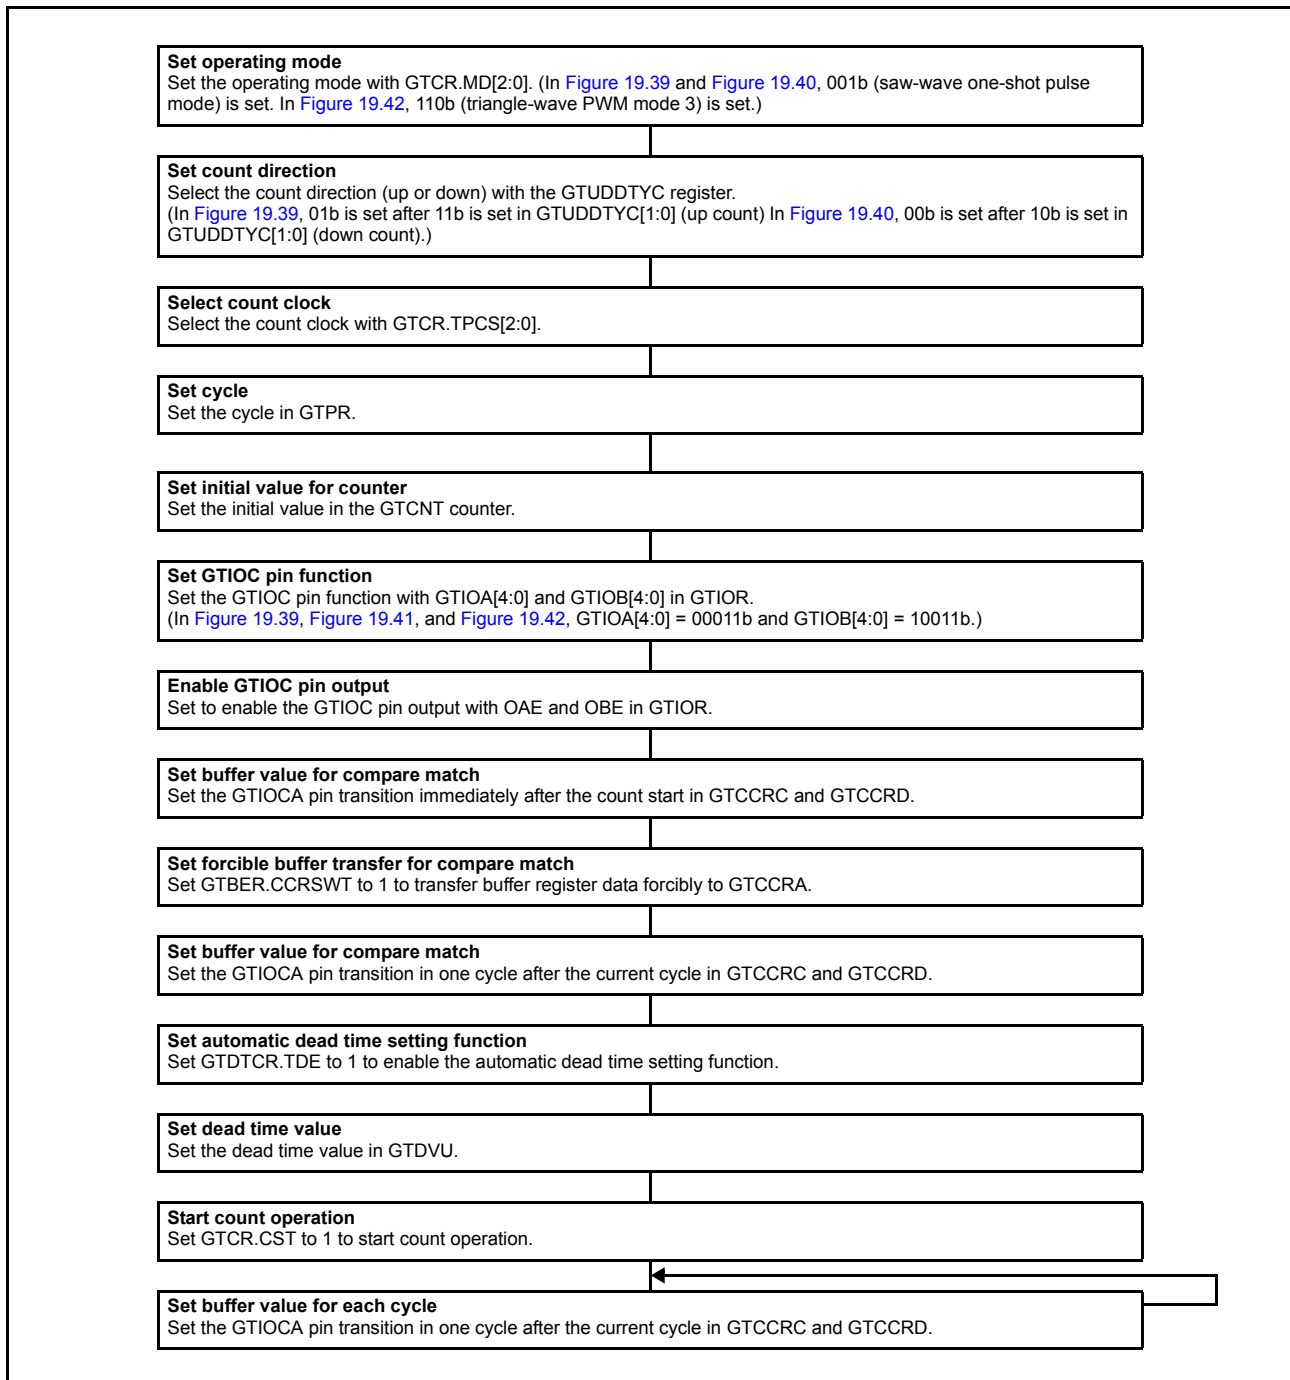 Set operating mode
Set the operating mode with GTCR.MD[2:0]. (In Figure 19.39 and Figure 19.40, 001b (saw-wave one-shot pulse
mode) is set. In Figure 19.42, 110b (triangle-wave PWM mode 3) is set.)
Set count direction
Select the count direction (up or down) with the GTUDDTYC register.
(In Figure 19.39, 01b is set after 11b is set in GTUDDTYC[1:0] (up count) In Figure 19.40, 00b is set after 10b is set in
GTUDDTYC[1:0] (down count).)
Select count clock
Select the count clock with GTCR.TPCS[2:0].
Set cycle
Set the cycle in GTPR.
Set initial value for counter
Set the initial value in the GTCNT counter.
Set GTIOC pin function
Set the GTIOC pin function with GTIOA[4:0] and GTIOB[4:0] in GTIOR.
(In Figure 19.39, Figure 19.41, and Figure 19.42, GTIOA[4:0] = 00011b and GTIOB[4:0] = 10011b.)
Enable GTIOC pin output
Set to enable the GTIOC pin output with OAE and OBE in GTIOR.
Set buffer value for compare match
Set the GTIOCA pin transition immediately after the count start in GTCCRC and GTCCRD.
Set forcible buffer transfer for compare match
Set GTBER.CCRSWT to 1 to transfer buffer register data forcibly to GTCCRA.
Set buffer value for compare match
Set the GTIOCA pin transition in one cycle after the current cycle in GTCCRC and GTCCRD.
Set automatic dead time setting function
Set GTDTCR.TDE to 1 to enable the automatic dead time setting function.
Set dead time value
Set the dead time value in GTDVU.
Start count operation
Set GTCR.CST to 1 to start count operation.
Set buffer value for each cycle
Set the GTIOCA pin transition in one cycle after the current cycle in GTCCRC and GTCCRD.